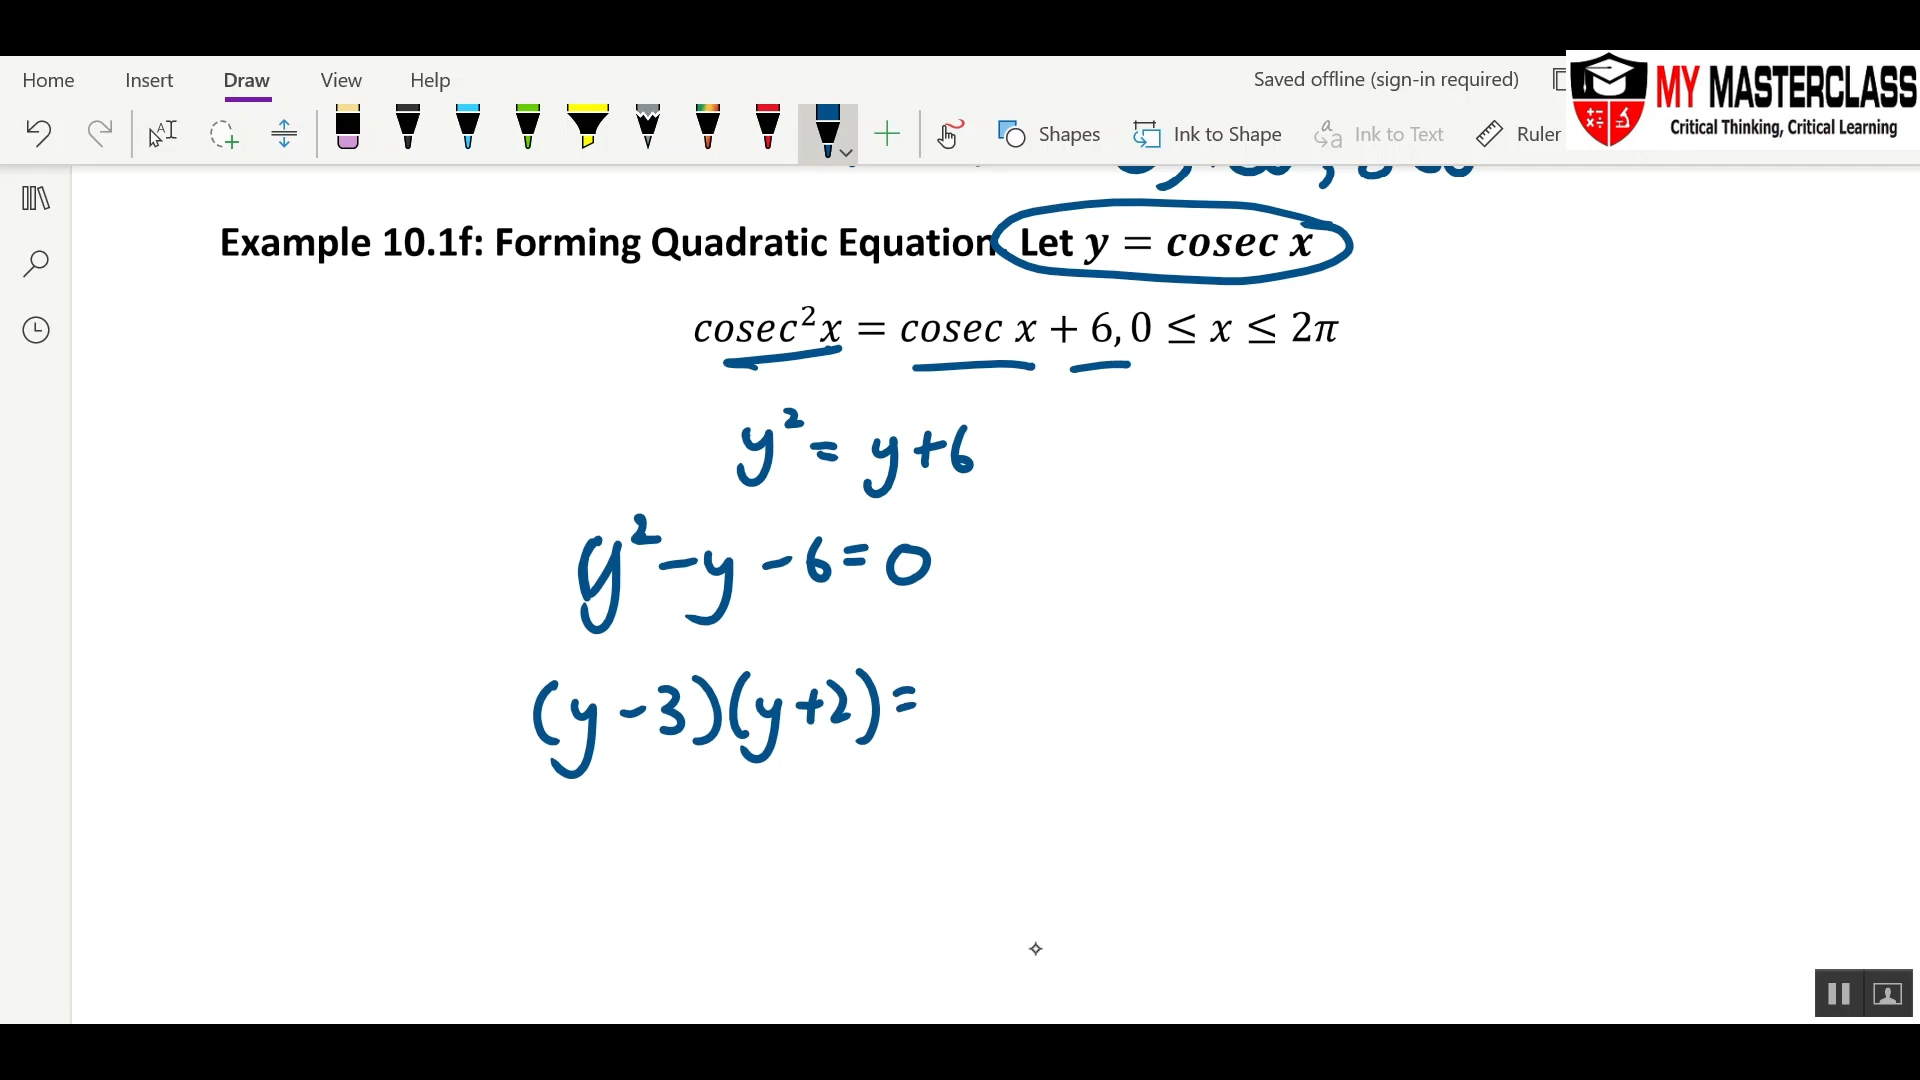 Home Insert Draw View Help Saved offline (sign-in required)
MY MASTERCLASS
Critical Thinking, Critical Learning
Shapes Ink to Shape Ink to Text Ruler
Example 10.1f: Forming Quadratic Equation Let y = cosec x
cosec²x = cosec x + 6, 0 ≤ x ≤ 2π
y² = y + 6
y² - y - 6 = 0
(y - 3)(y + 2) =